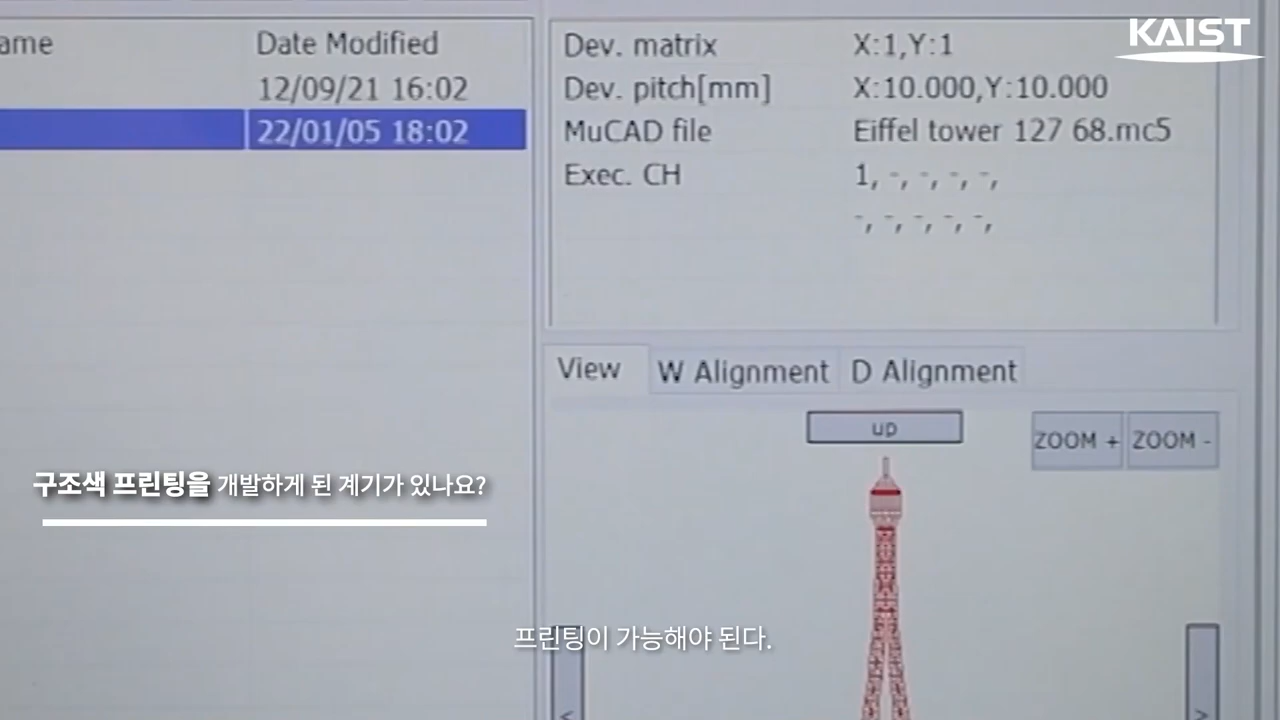 KAIST
ame
Date Modified
12/09/21 16:02
22/01/05 18:02
Dev. matrix X:1,Y:1
Dev. pitch[mm] X:10.000,Y:10.000
MuCAD file Eiffel tower 127 68.mc5
Exec. CH 1, -, -, -, -,
-, -, -, -, -,
View W Alignment D Alignment
up
ZOOM + ZOOM -
< >
구조색 프린팅을 개발하게 된 계기가 있나요?
프린팅이 가능해야 된다.